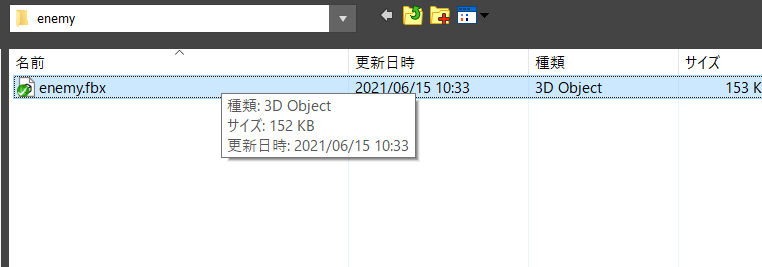 enemy
名前 更新日時 種類 サイズ
enemy.fbx 2021/06/15 10:33 3D Object 153 K
種類: 3D Object
サイズ: 152 KB
更新日時: 2021/06/15 10:33